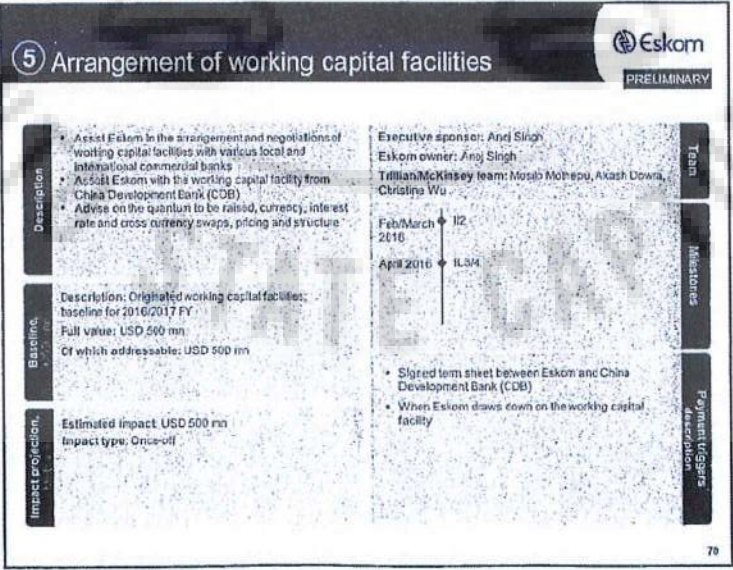 5 Arrangement of working capital facilities
Eskom
PRELIMINARY
Description
• Assist Eskom in the arrangement and negotiations of
working capital facilities with various local and
international commercial banks
• Assist Eskom with the working capital facility from
China Development Bank (CDB)
• Advise on the quantum to be raised, currency, interest
rate and cross currency swaps, pricing and structure
Baseline
Description: Originated working capital facilities;
baseline for 2016/2017 FY
Full value: USD 500 mn
Of which addressable: USD 500 mn
Impact projection
Estimated impact: USD 500 mn
Impact type: Once-off
Team
Executive sponsor: Anoj Singh
Eskom owner: Anoj Singh
Trillian/McKinsey team: Mosilo Mothepu, Akash Dowra,
Christina Wu
Milestones
Feb/March
2016
IL2
April 2016
IL3/4
Payment triggers
description
• Signed term sheet between Eskom and China
Development Bank (CDB)
• When Eskom draws down on the working capital
facility
70
STATE CAP